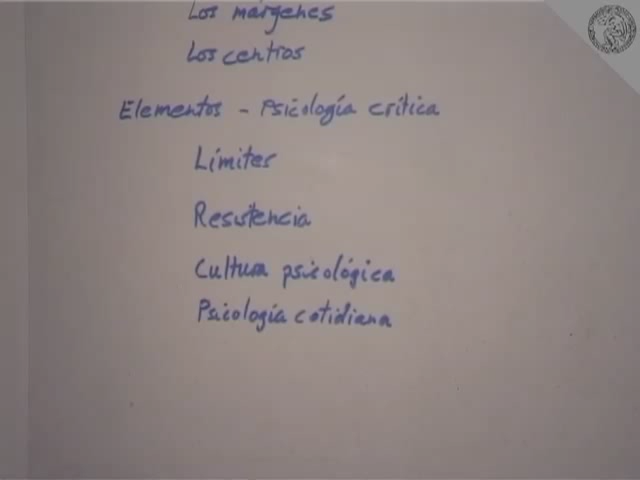 Los márgenes
Los centros
Elementos - Psicología crítica
Límites
Resistencia
Cultura psicológica
Psicología cotidiana